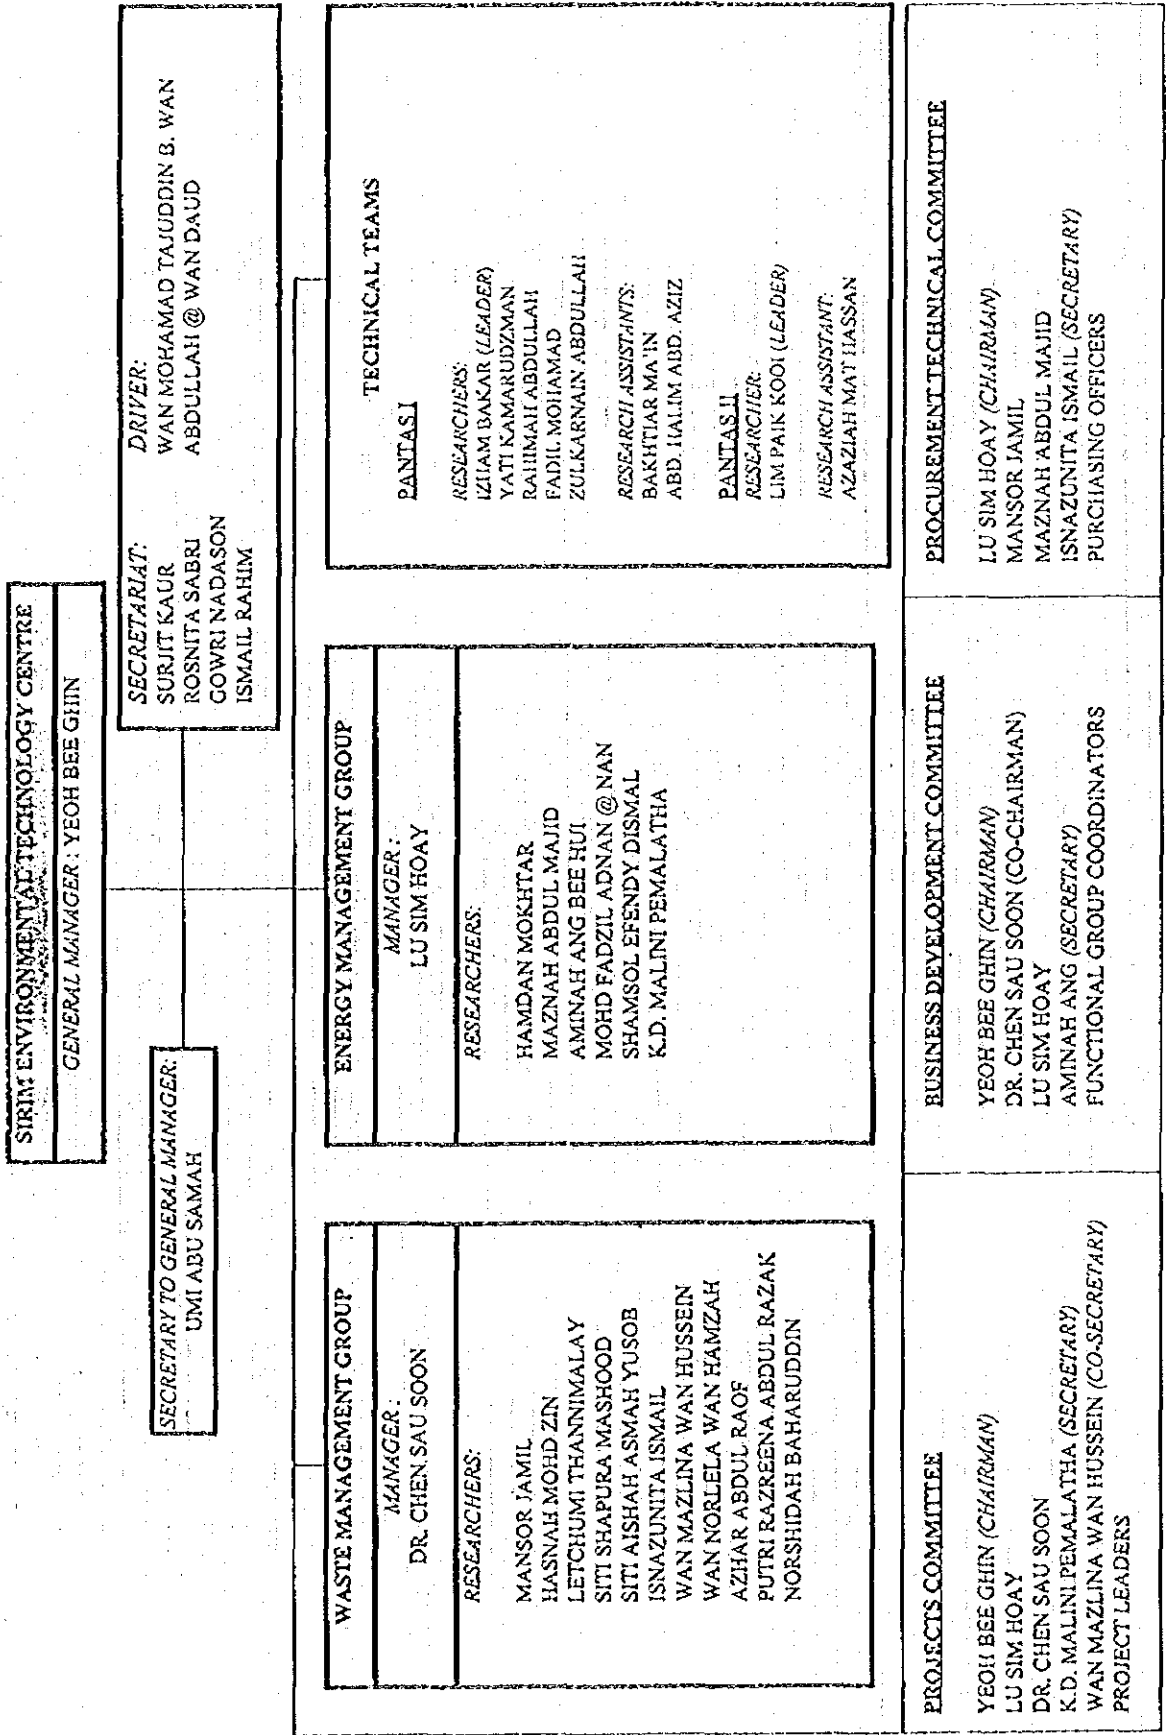 SIRIM ENVIRONMENTAL TECHNOLOGY CENTRE
GENERAL MANAGER: YEOH BEE GHIN
SECRETARY TO GENERAL MANAGER:
UMI ABU SAMAH
SECRETARIAT:
SURJIT KAUR
ROSNITA SABRI
GOWRI NADASON
ISMAIL RAHIM
DRIVER:
WAN MOHAMAD TAJUDDIN B. WAN
ABDULLAH @ WAN DAUD
WASTE MANAGEMENT GROUP
MANAGER:
DR. CHEN SAU SOON
RESEARCHERS:
MANSOR JAMIL
HASNAH MOHD ZIN
LETCHUMI THANNIMALAY
SITI SHAPURA MASHOOD
SITI AISHAH ASMAH YUSOB
ISNAZUNITA ISMAIL
WAN MAZLINA WAN HUSSEIN
WAN NORLELA WAN HAMZAH
AZHAR ABDUL RAOF
PUTRI RAZREENA ABDUL RAZAK
NORSHIDAH BAHARUDDIN
ENERGY MANAGEMENT GROUP
MANAGER:
LU SIM HOAY
RESEARCHERS:
HAMDAN MOKHTAR
MAZNAH ABDUL MAJID
AMINAH ANG BEE HUI
MOHD FADZIL ADNAN @ NAN
SHAMSOL EFENDY DISMAL
K.D. MALINI PEMALATHA
TECHNICAL TEAMS
PANTAS I
RESEARCHERS:
IZHAM BAKAR (LEADER)
YATI KAMARUDZMAN
RAHIMAH ABDULLAH
FADIL MOHAMAD
ZULKARNAIN ABDULLAH
RESEARCH ASSISTANTS:
BAKHTIAR MA'IN
ABD. HALIM ABD. AZIZ
PANTAS II
RESEARCHER:
LIM PAIK KOOI (LEADER)
RESEARCH ASSISTANT:
AZAZIAH MAT HASSAN
PROJECTS COMMITTEE
YEOH BEE GHIN (CHAIRMAN)
LU SIM HOAY
DR. CHEN SAU SOON
K.D. MALINI PEMALATHA (SECRETARY)
WAN MAZLINA WAN HUSSEIN (CO-SECRETARY)
PROJECT LEADERS
BUSINESS DEVELOPMENT COMMITTEE
YEOH BEE GHIN (CHAIRMAN)
DR. CHEN SAU SOON (CO-CHAIRMAN)
LU SIM HOAY
AMINAH ANG (SECRETARY)
FUNCTIONAL GROUP COORDINATORS
PROCUREMENT TECHNICAL COMMITTEE
LU SIM HOAY (CHAIRMAN)
MANSOR JAMIL
MAZNAH ABDUL MAJID
ISNAZUNITA ISMAIL (SECRETARY)
PURCHASING OFFICERS